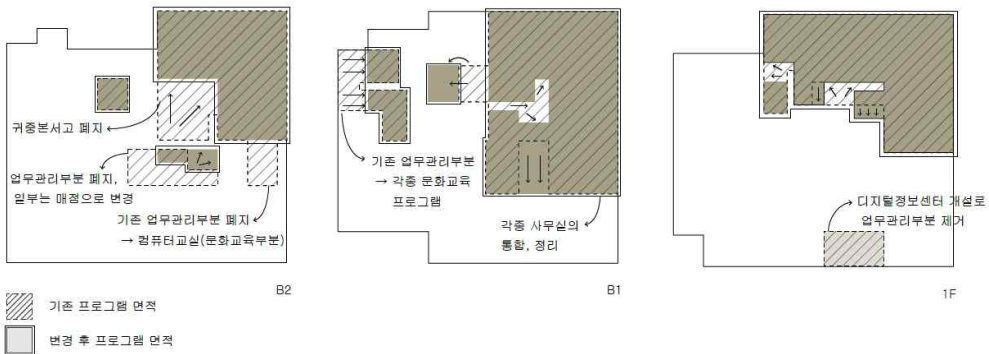 귀중본서고 폐지
업무관리부분 폐지,
일부는 매점으로 변경
기존 업무관리부분 폐지
→ 컴퓨터교실(문화교육부분)
B2
기존 업무관리부분
→ 각종 문화교육
프로그램
각종 사무실의
통합, 정리
B1
디지털정보센터 개설로
업무관리부분 제거
1F
기존 프로그램 면적
변경 후 프로그램 면적